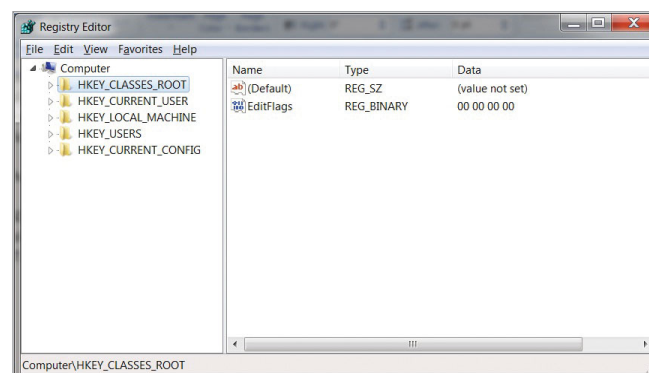 Registry Editor
File Edit View Favorites Help
Computer
HKEY_CLASSES_ROOT
HKEY_CURRENT_USER
HKEY_LOCAL_MACHINE
HKEY_USERS
HKEY_CURRENT_CONFIG
Name Type Data
(Default) REG_SZ (value not set)
EditFlags REG_BINARY 00 00 00 00
Computer\HKEY_CLASSES_ROOT